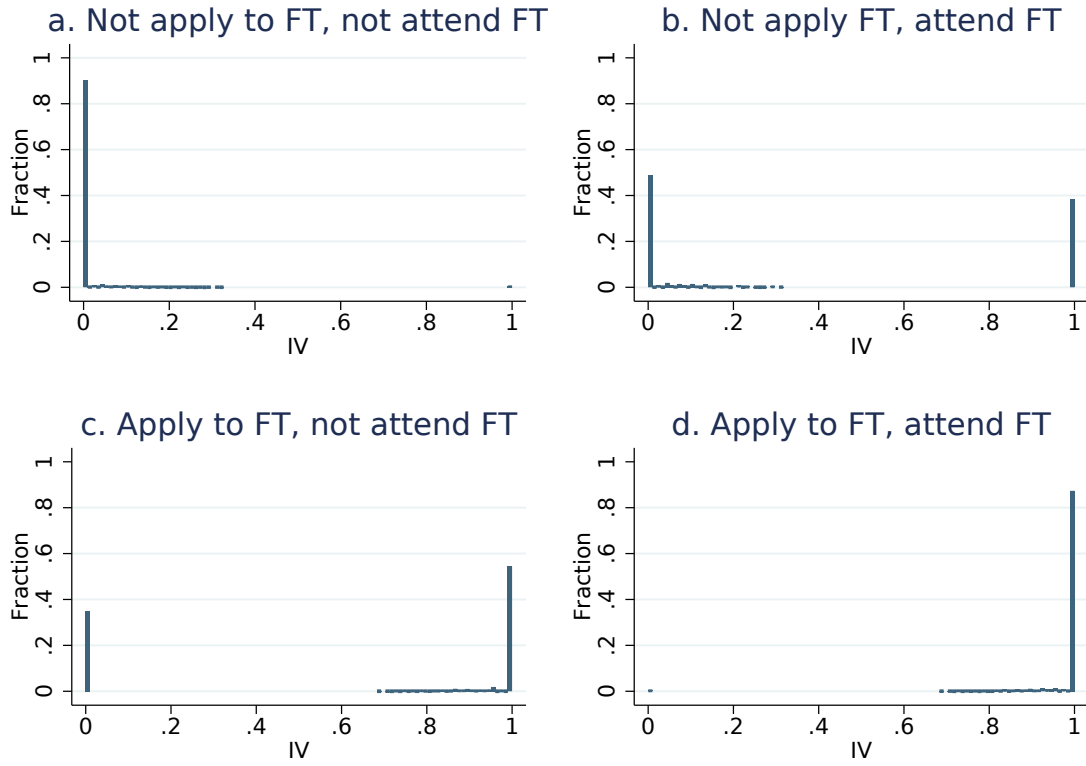 a. Not apply to FT, not attend FT
Fraction
0 .2 .4 .6 .8 1
0 .2 .4 .6 .8 1
IV
b. Not apply FT, attend FT
Fraction
0 .2 .4 .6 .8 1
0 .2 .4 .6 .8 1
IV
c. Apply to FT, not attend FT
Fraction
0 .2 .4 .6 .8 1
0 .2 .4 .6 .8 1
IV
d. Apply to FT, attend FT
Fraction
0 .2 .4 .6 .8 1
0 .2 .4 .6 .8 1
IV